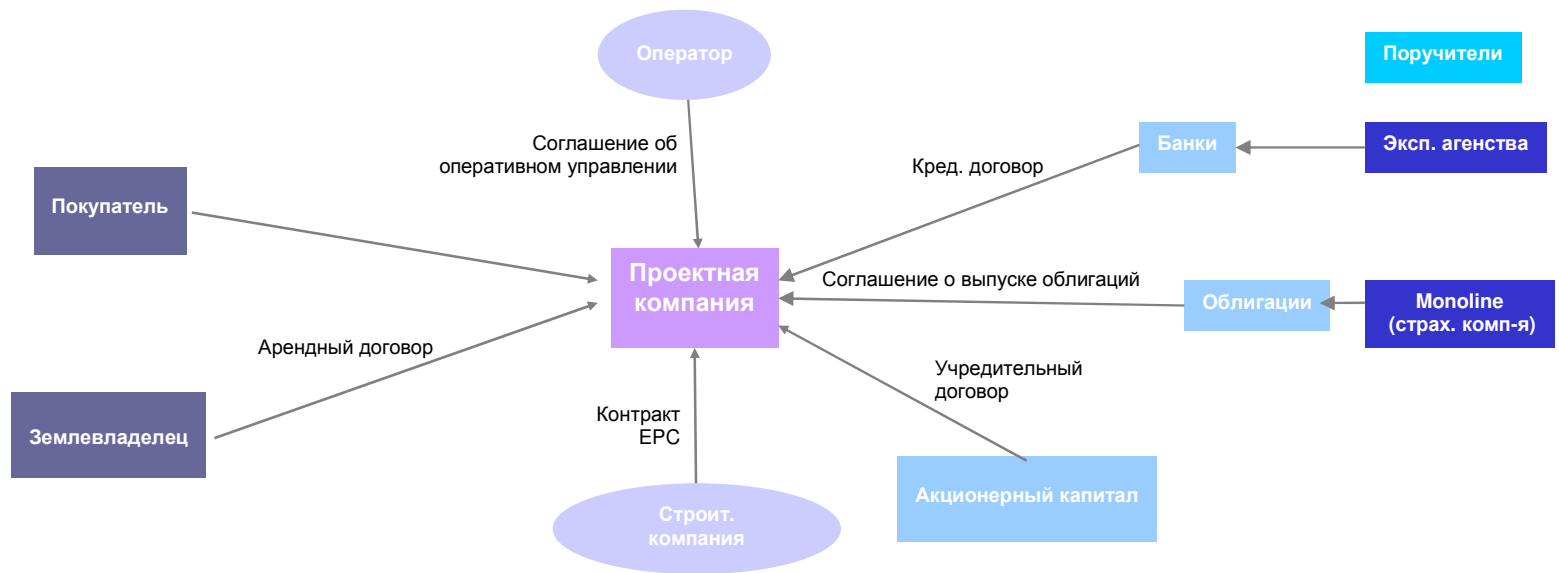 Оператор
Поручители
Соглашение об
оперативном управлении
Банки
Эксп. агенства
Кред. договор
Покупатель
Проектная
компания
Соглашение о выпуске облигаций
Облигации
Monoline
(страх. комп-я)
Арендный договор
Учредительный
договор
Контракт
EPC
Землевладелец
Акционерный капитал
Строит.
компания